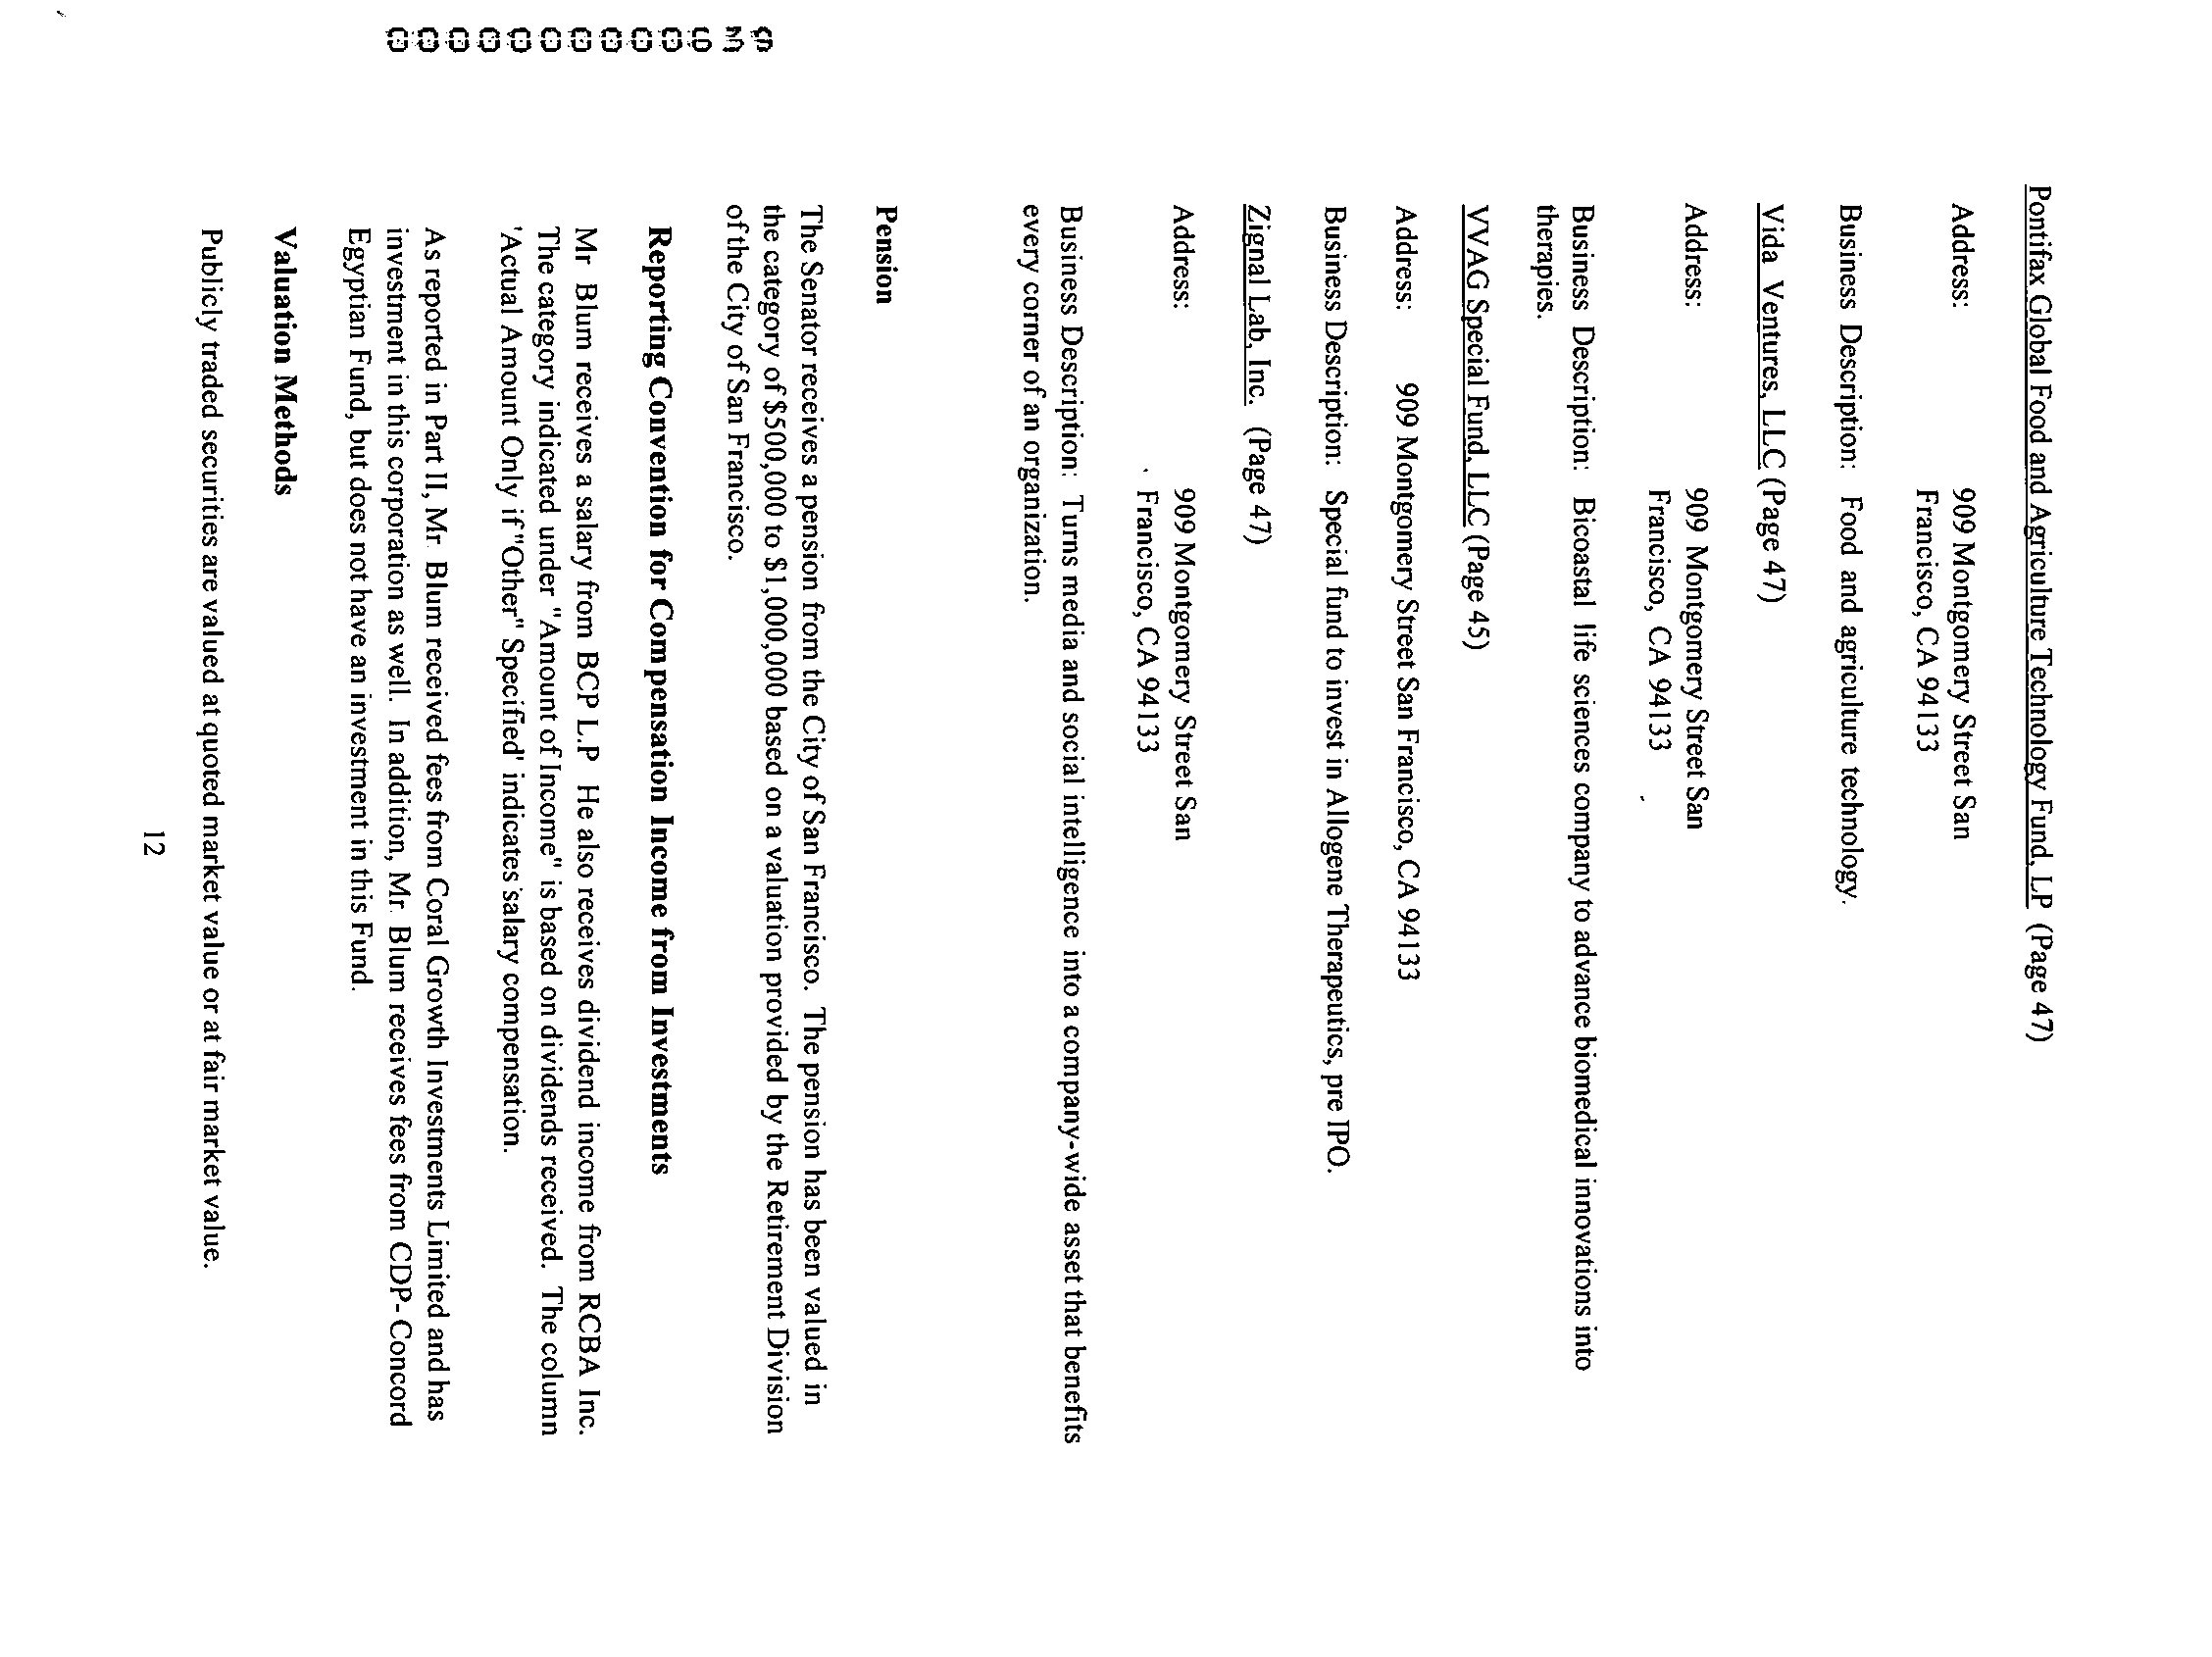 Pontifax Global Food and Agriculture Technology Fund, LP (Page 47)
Address: 909 Montgomery Street San
Francisco, CA 94133
Business Description: Food and agriculture technology.
Vida Ventures, LLC (Page 47)
Address: 909 Montgomery Street San
Francisco, CA 94133
Business Description: Bicoastal life sciences company to advance biomedical innovations into
therapies.
VVAG Special Fund, LLC (Page 45)
Address: 909 Montgomery Street San Francisco, CA 94133
Business Description: Special fund to invest in Allogene Therapeutics, pre IPO.
Zignal Lab, Inc. (Page 47)
Address: 909 Montgomery Street San
Francisco, CA 94133
Business Description: Turns media and social intelligence into a company-wide asset that benefits
every corner of an organization.
Pension
The Senator receives a pension from the City of San Francisco. The pension has been valued in
the category of $500,000 to $1,000,000 based on a valuation provided by the Retirement Division
of the City of San Francisco.
Reporting Convention for Compensation Income from Investments
Mr Blum receives a salary from BCP L.P He also receives dividend income from RCBA Inc.
The category indicated under "Amount of Income" is based on dividends received. The column
'Actual Amount Only if "Other" Specified' indicates salary compensation.
As reported in Part II, Mr. Blum received fees from Coral Growth Investments Limited and has
investment in this corporation as well. In addition, Mr. Blum receives fees from CDP-Concord
Egyptian Fund, but does not have an investment in this Fund.
Valuation Methods
Publicly traded securities are valued at quoted market value or at fair market value.
12